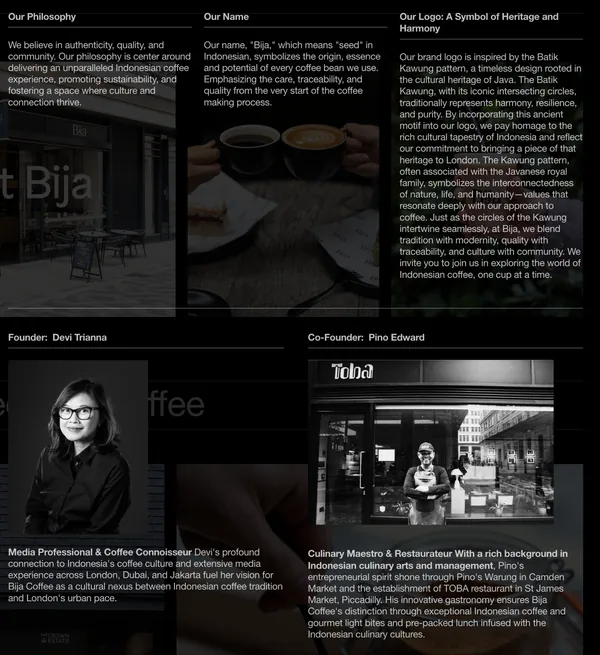 Our Philosophy
We believe in authenticity, quality, and
community. Our philosophy is center around
delivering an unparalleled Indonesian coffee
experience, promoting sustainability, and
fostering a space where culture and
connection thrive.
Our Name
Our name, "Bija," which means "seed" in
Indonesian, symbolizes the origin, essence
and potential of every coffee bean we use.
Emphasizing the care, traceability, and
quality from the very start of the coffee
making process.
Our Logo: A Symbol of Heritage and
Harmony
Our brand logo is inspired by the Batik
Kawung pattern, a timeless design rooted in
the cultural heritage of Java. The Batik
Kawung, with its iconic intersecting circles,
traditionally represents harmony, resilience,
and purity. By incorporating this ancient
motif into our logo, we pay homage to the
rich cultural tapestry of Indonesia and reflect
our commitment to bringing a piece of that
heritage to London. The Kawung pattern,
often associated with the Javanese royal
family, symbolizes the interconnectedness
of nature, life, and humanity—values that
resonate deeply with our approach to
coffee. Just as the circles of the Kawung
intertwine seamlessly, at Bija, we blend
tradition with modernity, quality with
traceability, and culture with community. We
invite you to join us in exploring the world of
Indonesian coffee, one cup at a time.
Bija
t Bija
Founder: Devi Trianna
ffee
Media Professional & Coffee Connoisseur Devi's profound
connection to Indonesia's coffee culture and extensive media
experience across London, Dubai, and Jakarta fuel her vision for
Bija Coffee as a cultural nexus between Indonesian coffee tradition
and London's urban pace.
THE CROWN
ESTATE
Co-Founder: Pino Edward
Toba
Culinary Maestro & Restaurateur With a rich background in
Indonesian culinary arts and management, Pino's
entrepreneurial spirit shone through Pino's Warung in Camden
Market and the establishment of TOBA restaurant in St James
Market, Piccadilly. His innovative gastronomy ensures Bija
Coffee's distinction through exceptional Indonesian coffee and
gourmet light bites and pre-packed lunch infused with the
Indonesian culinary cultures.